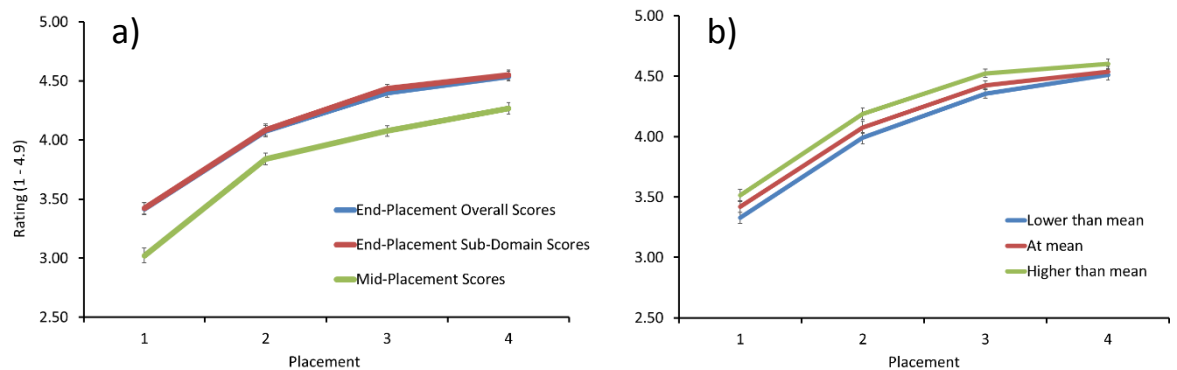 a)
Rating (1 - 4.9)
5.00
4.50
4.00
3.50
3.00
2.50
End-Placement Overall Scores
End-Placement Sub-Domain Scores
Mid-Placement Scores
1 2 3 4
Placement
b)
5.00
4.50
4.00
3.50
3.00
2.50
Lower than mean
At mean
Higher than mean
1 2 3 4
Placement